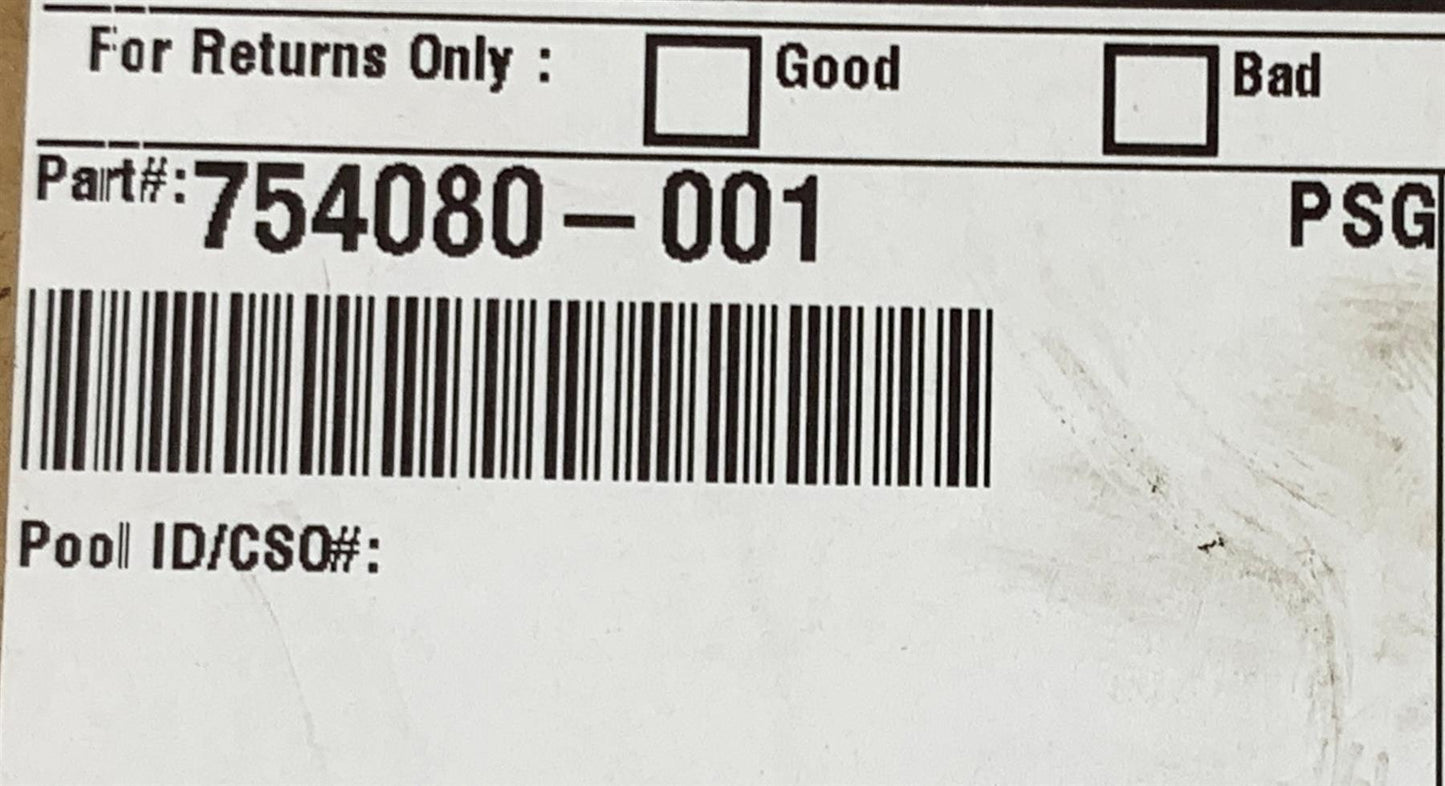 For Returns Only : Good Bad
Part#: 754080-001 PSG
Pool ID/CSO#: